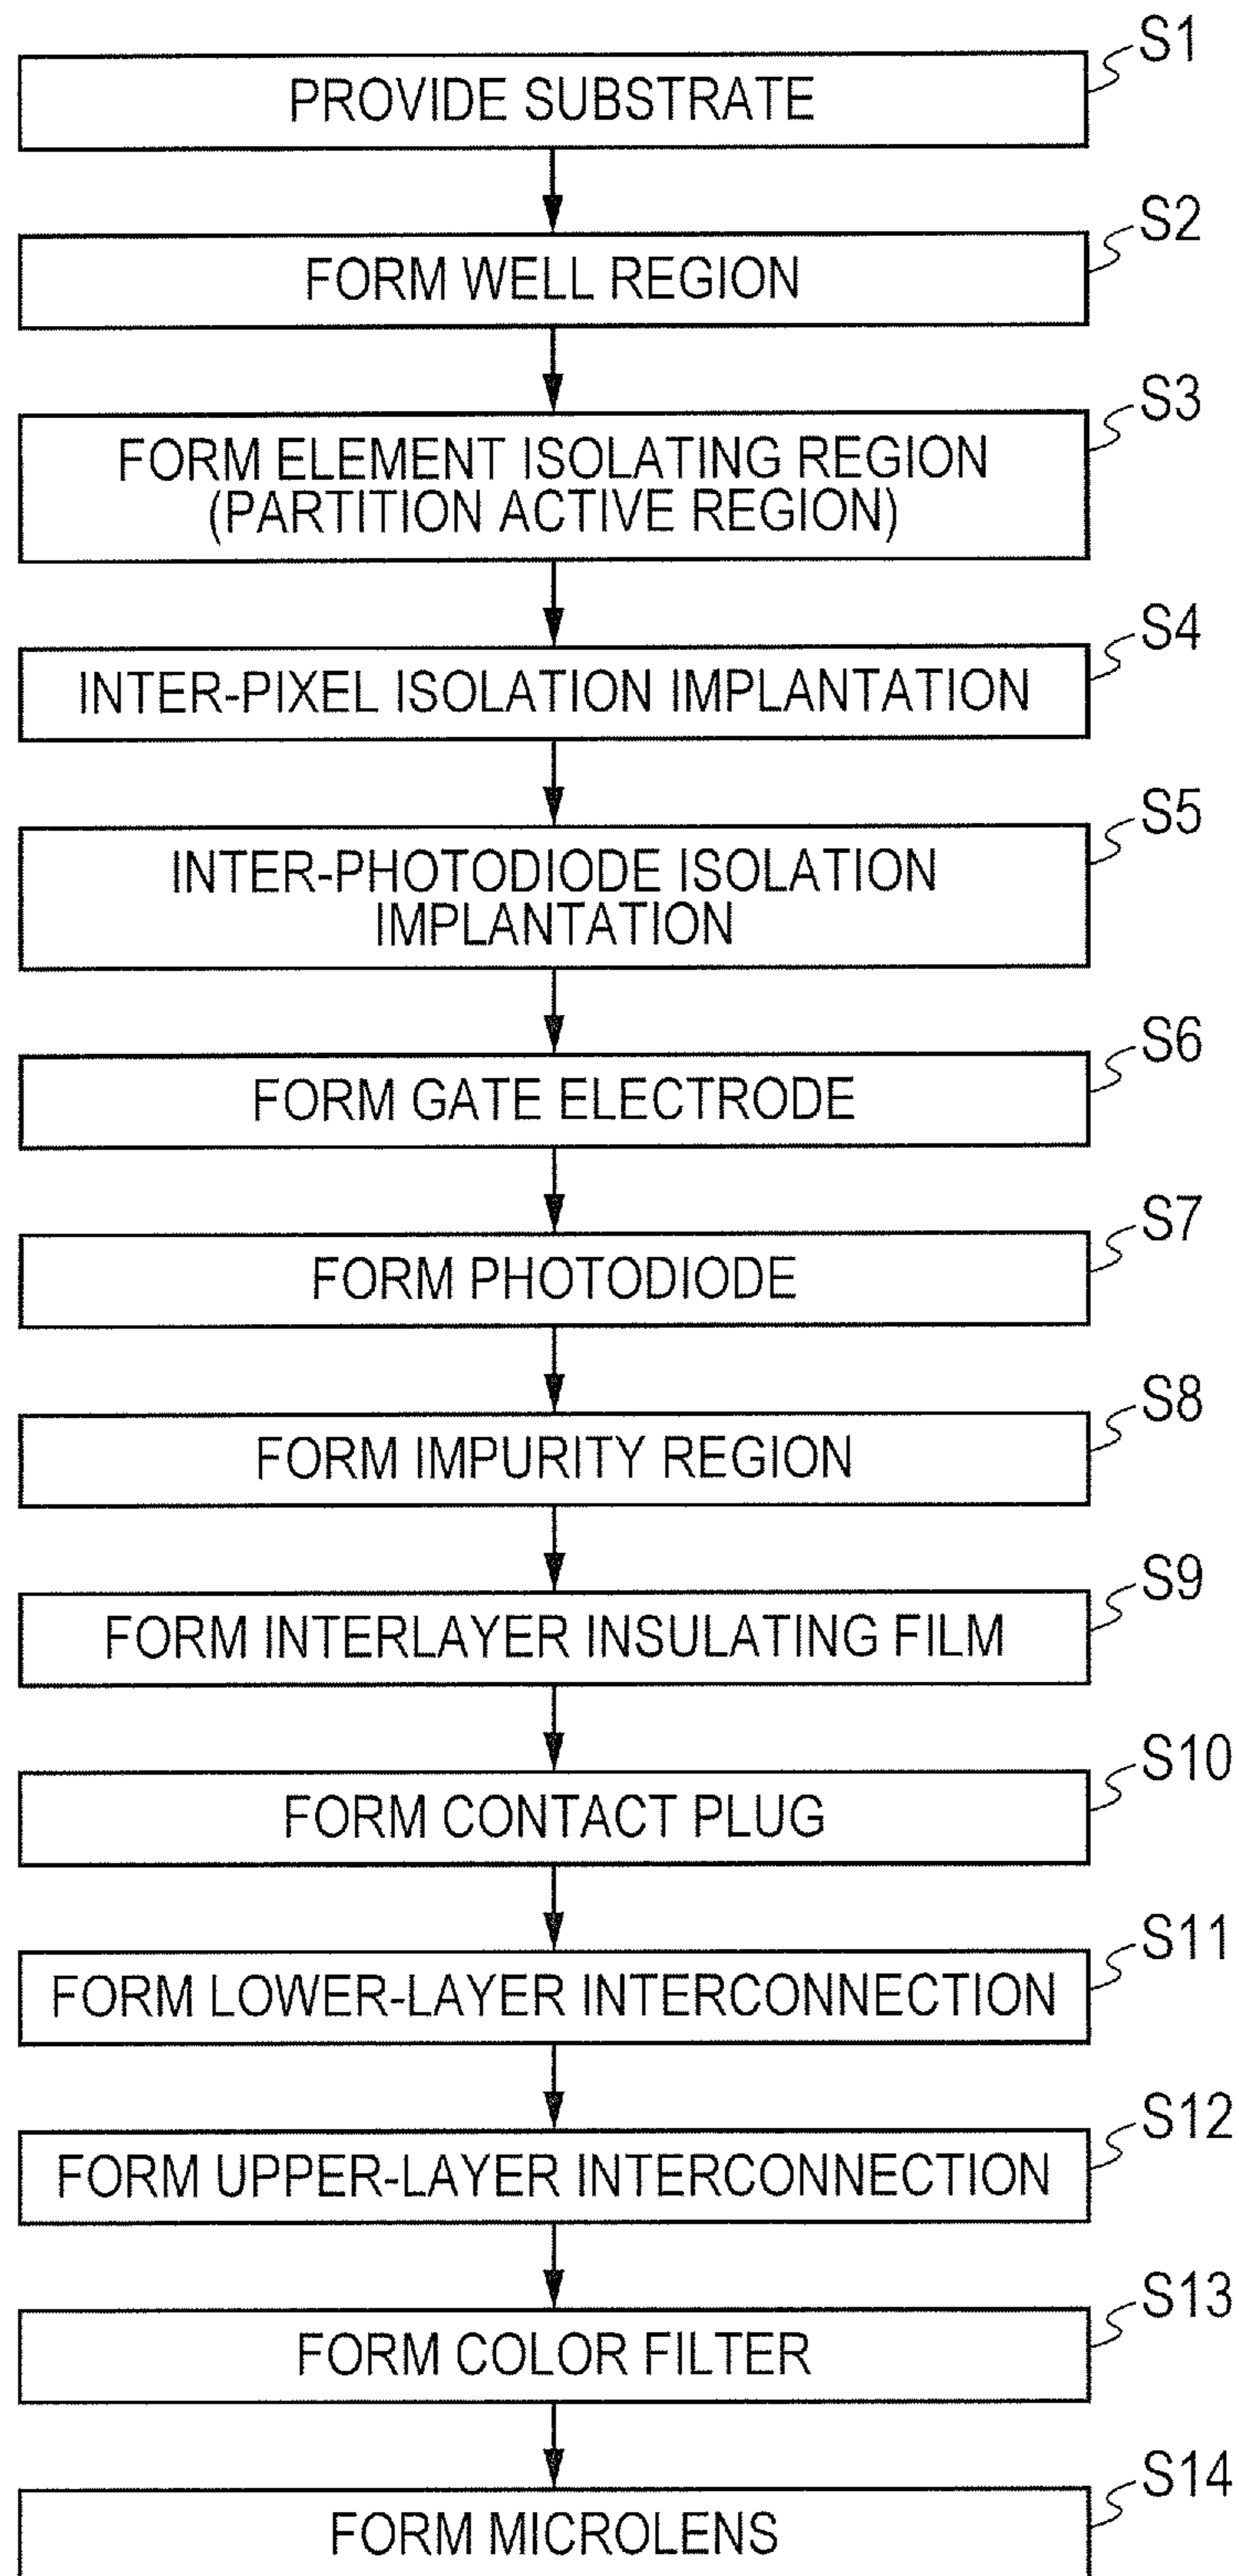 S1
PROVIDE SUBSTRATE
S2
FORM WELL REGION
S3
FORM ELEMENT ISOLATING REGION
(PARTITION ACTIVE REGION)
S4
INTER-PIXEL ISOLATION IMPLANTATION
S5
INTER-PHOTODIODE ISOLATION
IMPLANTATION
S6
FORM GATE ELECTRODE
S7
FORM PHOTODIODE
S8
FORM IMPURITY REGION
S9
FORM INTERLAYER INSULATING FILM
S10
FORM CONTACT PLUG
S11
FORM LOWER-LAYER INTERCONNECTION
S12
FORM UPPER-LAYER INTERCONNECTION
S13
FORM COLOR FILTER
S14
FORM MICROLENS